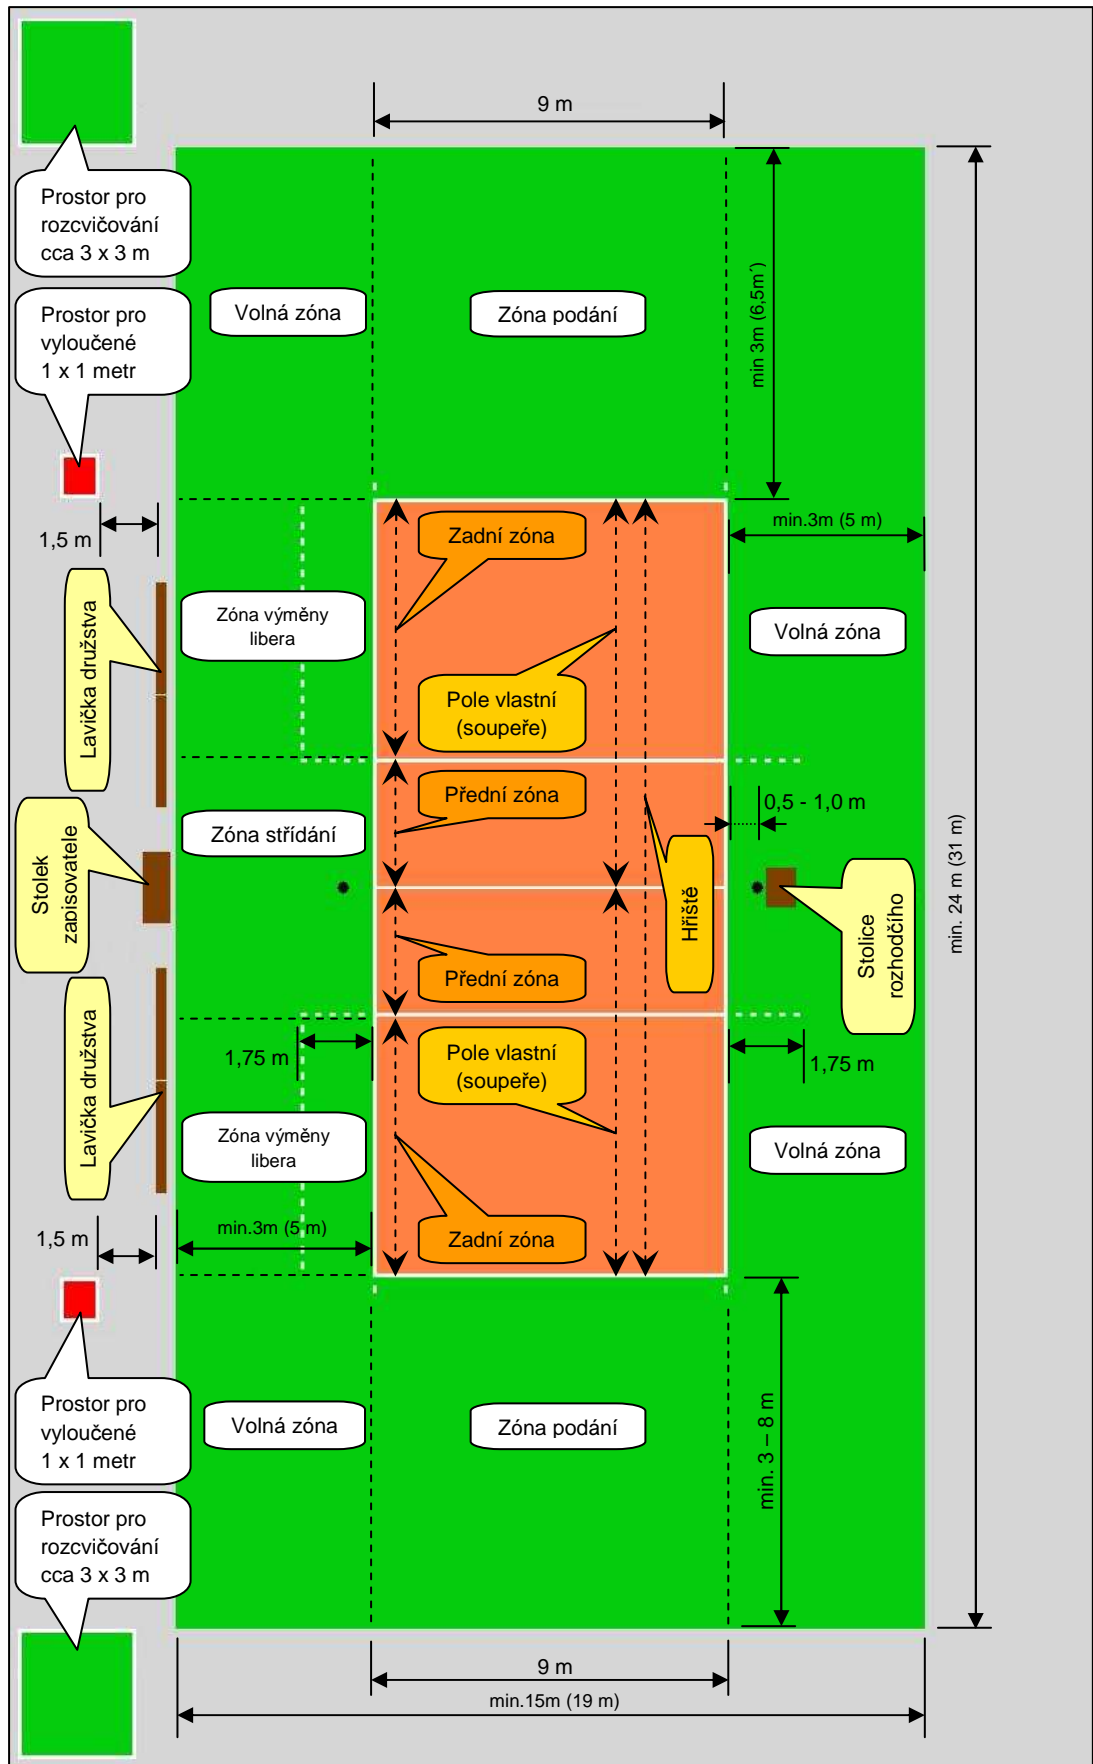 9 m
Prostor pro
rozcvičování
cca 3 x 3 m
Prostor pro
vyloučené
1 x 1 metr
Volná zóna
Zóna podání
min 3m (6,5m´)
1,5 m
Zadní zóna
min.3m (5 m)
Lavička družstva
Zóna výměny
libera
Volná zóna
Pole vlastní
(soupeře)
Přední zóna
0,5 - 1,0 m
Zóna střídání
Stolek
zapisovatele
Hřiště
Stolice
rozhodčího
min. 24 m (31 m)
Přední zóna
Lavička družstva
1,75 m
Pole vlastní
(soupeře)
1,75 m
Zóna výměny
libera
Volná zóna
1,5 m
min.3m (5 m)
Zadní zóna
Prostor pro
vyloučené
1 x 1 metr
Volná zóna
Zóna podání
min. 3 – 8 m
Prostor pro
rozcvičování
cca 3 x 3 m
9 m
min.15m (19 m)